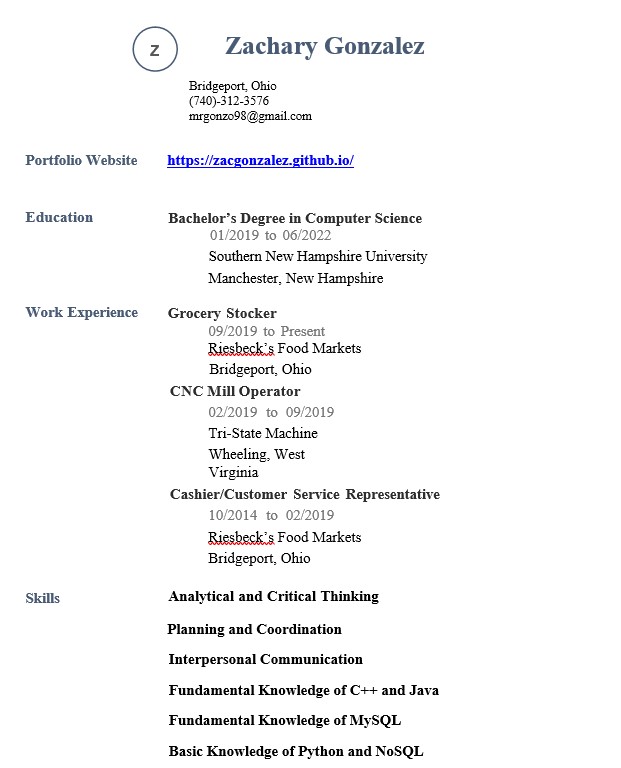 Z
Zachary Gonzalez
Bridgeport, Ohio
(740)-312-3576
mrgonzo98@gmail.com
Portfolio Website https://zacgonzalez.github.io/
Education Bachelor’s Degree in Computer Science
01/2019 to 06/2022
Southern New Hampshire University
Manchester, New Hampshire
Work Experience Grocery Stocker
09/2019 to Present
Riesbeck’s Food Markets
Bridgeport, Ohio
CNC Mill Operator
02/2019 to 09/2019
Tri-State Machine
Wheeling, West
Virginia
Cashier/Customer Service Representative
10/2014 to 02/2019
Riesbeck’s Food Markets
Bridgeport, Ohio
Skills Analytical and Critical Thinking
Planning and Coordination
Interpersonal Communication
Fundamental Knowledge of C++ and Java
Fundamental Knowledge of MySQL
Basic Knowledge of Python and NoSQL